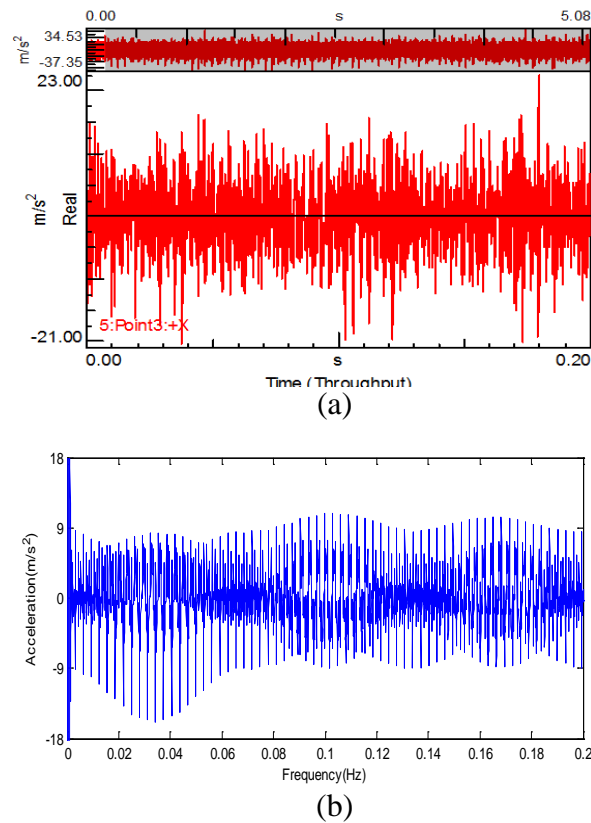 0.00 s 5.08
m/s²
34.53
-37.35
23.00
m/s²
Real
5:Point3:+X
-21.00
0.00 s 0.20
Time (Throughput)
(a)
18
9
0
-9
-18
Acceleration(m/s²)
0 0.02 0.04 0.06 0.08 0.1 0.12 0.14 0.16 0.18 0.2
Frequency(Hz)
(b)